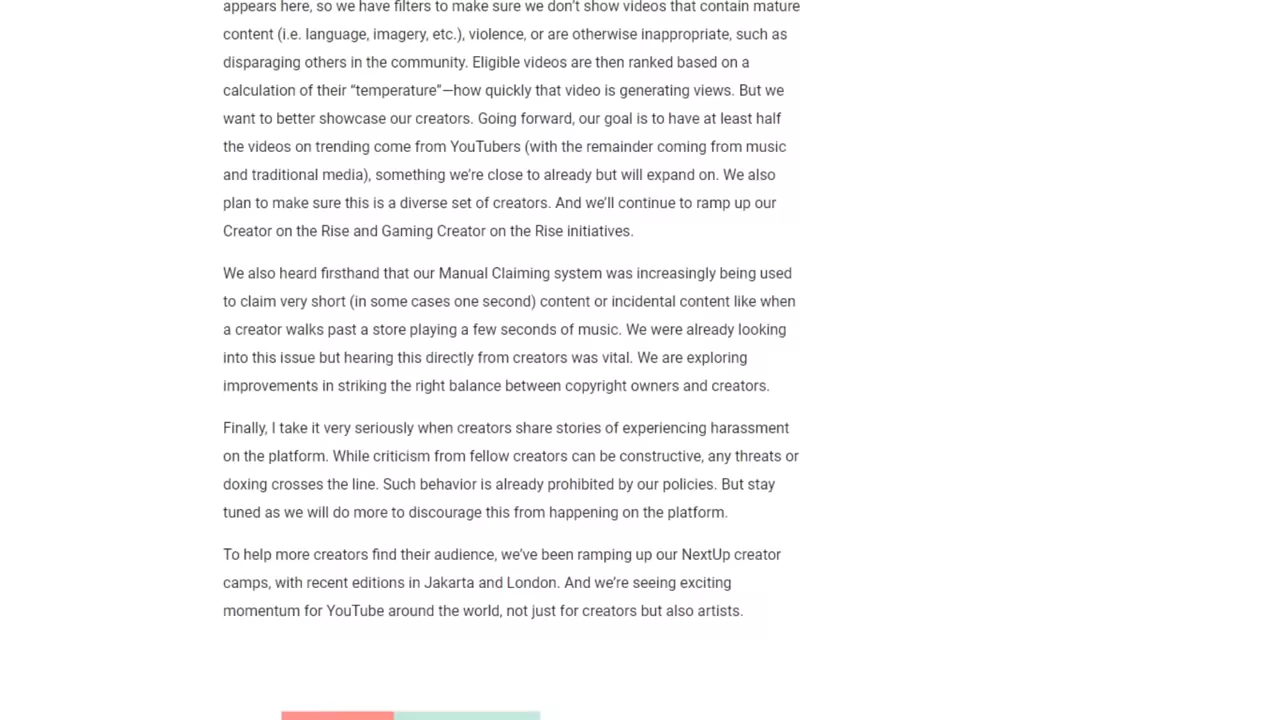 appears here, so we have filters to make sure we don’t show videos that contain mature
content (i.e. language, imagery, etc.), violence, or are otherwise inappropriate, such as
disparaging others in the community. Eligible videos are then ranked based on a
calculation of their “temperature”—how quickly that video is generating views. But we
want to better showcase our creators. Going forward, our goal is to have at least half
the videos on trending come from YouTubers (with the remainder coming from music
and traditional media), something we’re close to already but will expand on. We also
plan to make sure this is a diverse set of creators. And we’ll continue to ramp up our
Creator on the Rise and Gaming Creator on the Rise initiatives.
We also heard firsthand that our Manual Claiming system was increasingly being used
to claim very short (in some cases one second) content or incidental content like when
a creator walks past a store playing a few seconds of music. We were already looking
into this issue but hearing this directly from creators was vital. We are exploring
improvements in striking the right balance between copyright owners and creators.
Finally, I take it very seriously when creators share stories of experiencing harassment
on the platform. While criticism from fellow creators can be constructive, any threats or
doxing crosses the line. Such behavior is already prohibited by our policies. But stay
tuned as we will do more to discourage this from happening on the platform.
To help more creators find their audience, we’ve been ramping up our NextUp creator
camps, with recent editions in Jakarta and London. And we’re seeing exciting
momentum for YouTube around the world, not just for creators but also artists.